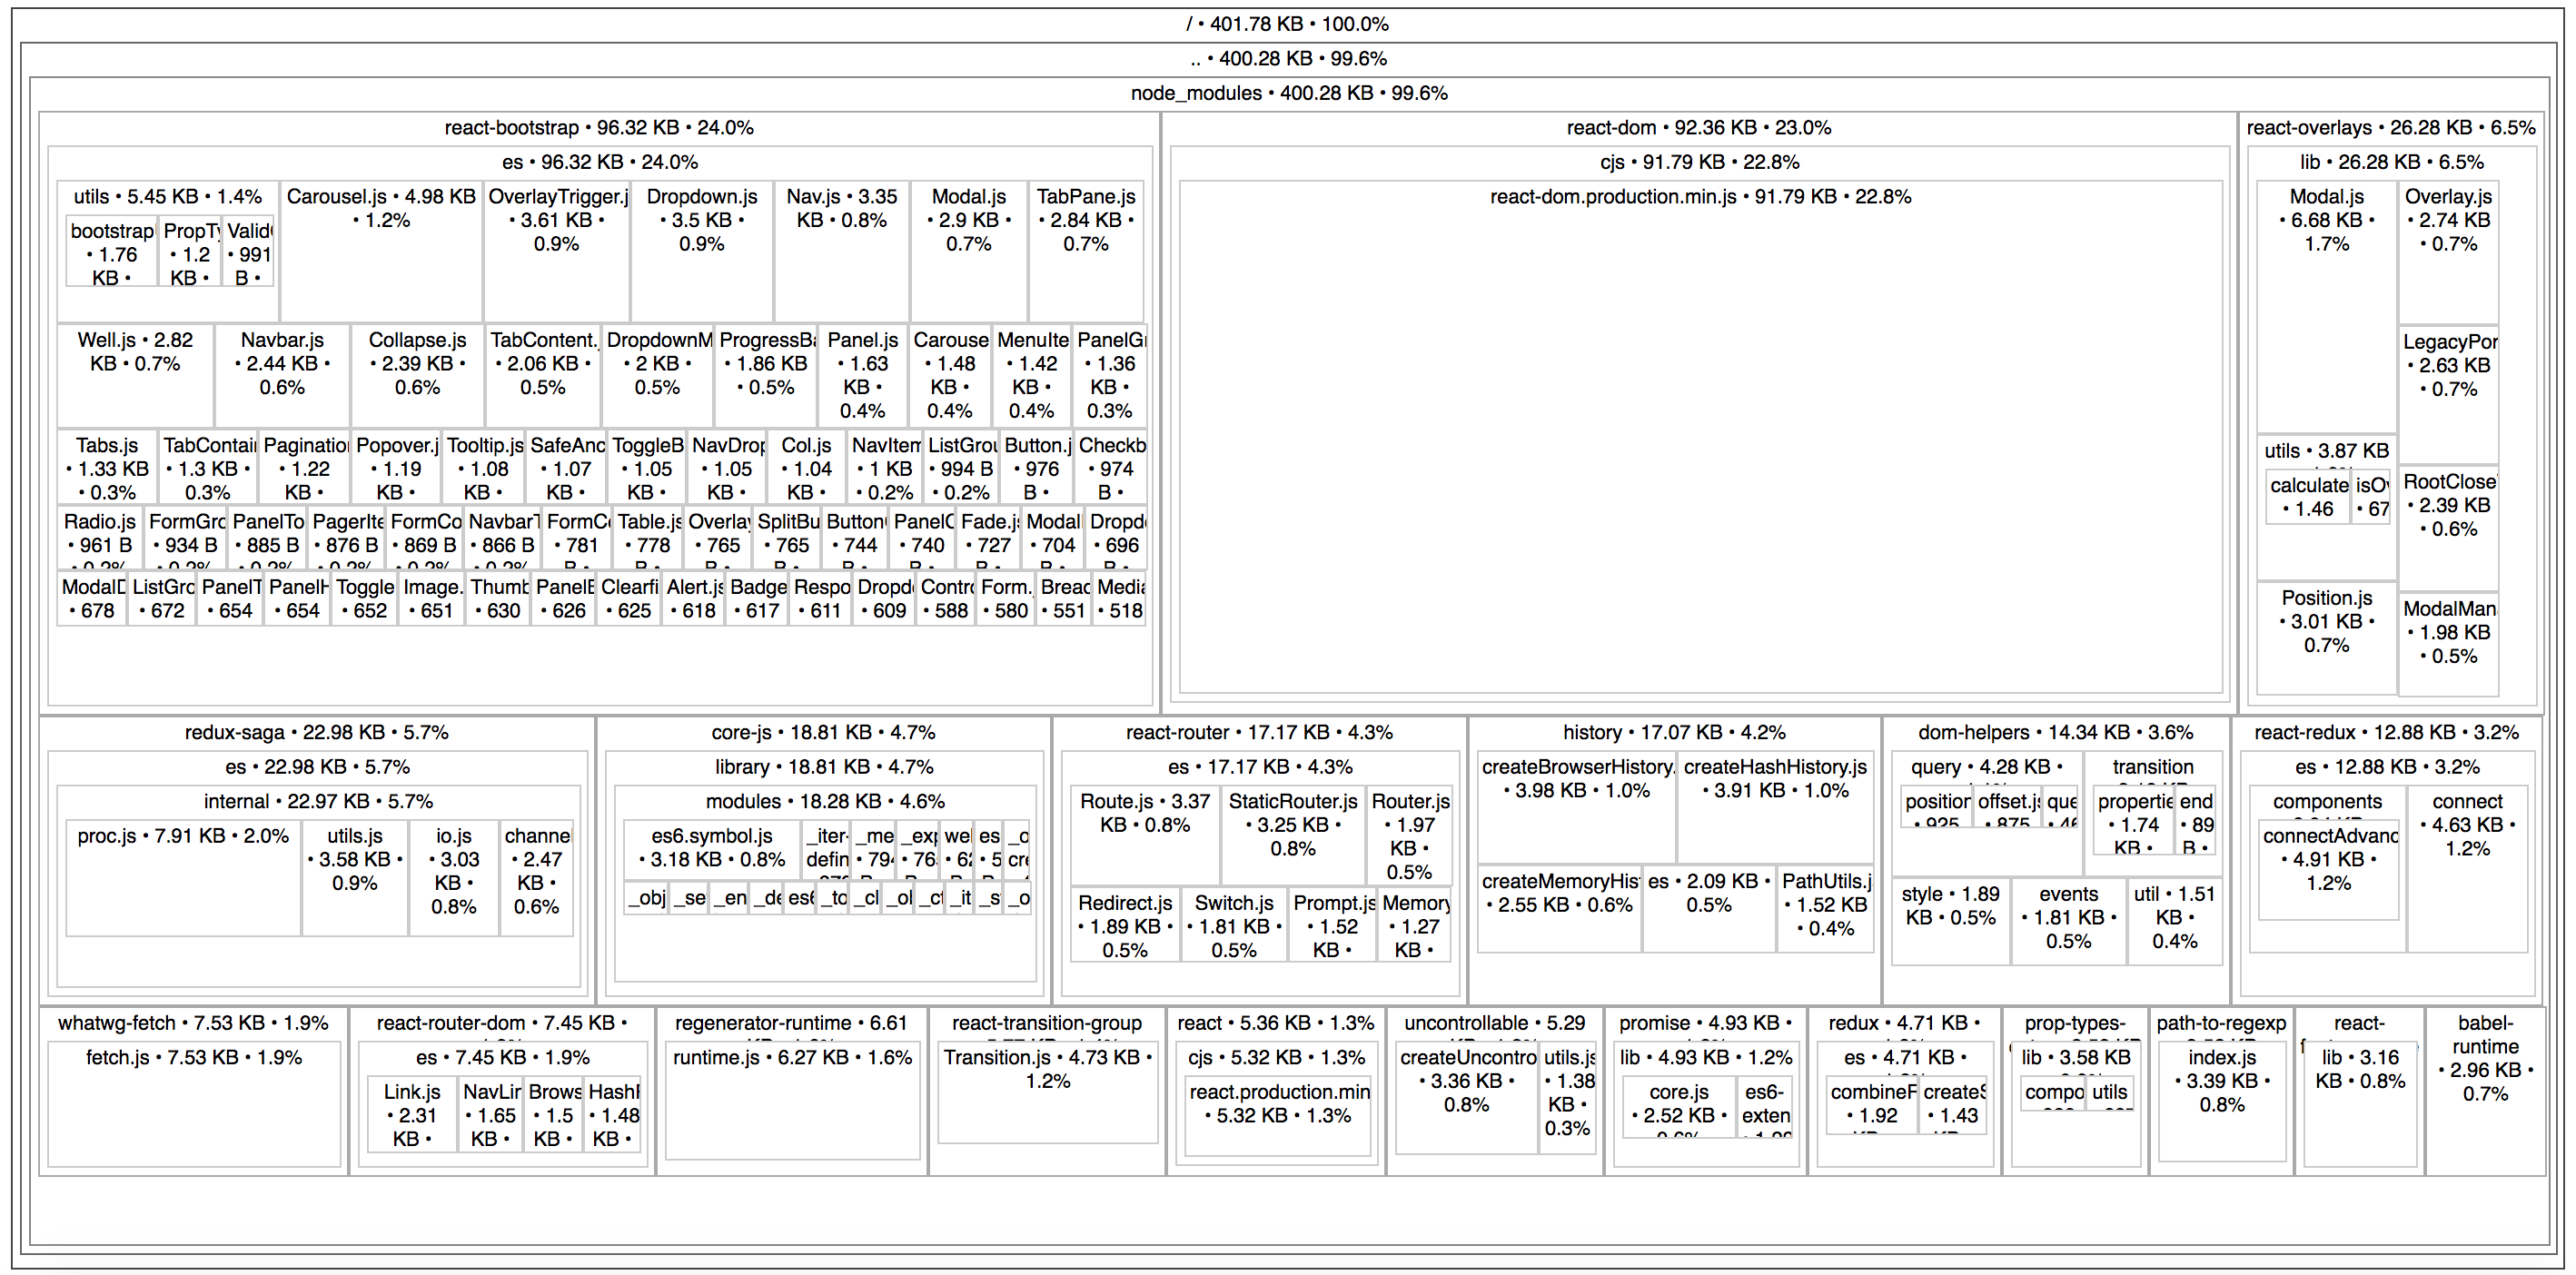 / • 401.78 KB • 100.0%
.. • 400.28 KB • 99.6%
node_modules • 400.28 KB • 99.6%
react-bootstrap • 96.32 KB • 24.0%
es • 96.32 KB • 24.0%
utils • 5.45 KB • 1.4%
bootstrap
• 1.76
KB •
PropTy
• 1.2
KB •
Valid
• 991
B •
Carousel.js • 4.98 KB
• 1.2%
OverlayTrigger.j
• 3.61 KB •
0.9%
Dropdown.js
• 3.5 KB •
0.9%
Nav.js • 3.35
KB • 0.8%
Modal.js
• 2.9 KB •
0.7%
TabPane.js
• 2.84 KB •
0.7%
Well.js • 2.82
KB • 0.7%
Navbar.js
• 2.44 KB •
0.6%
Collapse.js
• 2.39 KB •
0.6%
TabContent.
• 2.06 KB •
0.5%
DropdownM
• 2 KB •
0.5%
ProgressBa
• 1.86 KB
• 0.5%
Panel.js
• 1.63
KB •
0.4%
Carouse
• 1.48
KB •
0.4%
MenuIte
• 1.42
KB •
0.4%
PanelGr
• 1.36
KB •
0.3%
Tabs.js
• 1.33 KB
• 0.3%
TabContai
• 1.3 KB •
0.3%
Paginatio
• 1.22
KB •
Popover.j
• 1.19
KB •
Tooltip.js
• 1.08
KB •
SafeAnc
• 1.07
KB •
ToggleB
• 1.05
KB •
NavDrop
• 1.05
KB •
Col.js
• 1.04
KB •
NavItem
• 1 KB
• 0.2%
ListGrou
• 994 B
• 0.2%
Button.j
• 976
B •
Checkb
• 974
B •
Radio.js
• 961 B
• 0.2%
FormGro
• 934 B
• 0.2%
PanelTo
• 885 B
• 0.2%
PagerIte
• 876 B
• 0.2%
FormCo
• 869 B
• 0.2%
NavbarT
• 866 B
• 0.2%
FormCo
• 781
B •
Table.js
• 778
B •
Overlay
• 765
B •
SplitBu
• 765
B •
Button
• 744
B •
PanelC
• 740
B •
Fade.js
• 727
B •
Modal
• 704
B •
Dropd
• 696
B •
ModalD
• 678
ListGro
• 672
PanelT
• 654
PanelH
• 654
Toggle
• 652
Image.
• 651
Thumb
• 630
PanelB
• 626
Clearfi
• 625
Alert.js
• 618
Badge
• 617
Respo
• 611
Dropd
• 609
Contro
• 588
Form.
• 580
Bread
• 551
Media
• 518
react-dom • 92.36 KB • 23.0%
cjs • 91.79 KB • 22.8%
react-dom.production.min.js • 91.79 KB • 22.8%
react-overlays • 26.28 KB • 6.5%
lib • 26.28 KB • 6.5%
Modal.js
• 6.68 KB •
1.7%
utils • 3.87 KB
calculate
• 1.46
isOv
• 67
Position.js
• 3.01 KB •
0.7%
Overlay.js
• 2.74 KB
• 0.7%
LegacyPor
• 2.63 KB
• 0.7%
RootClose
• 2.39 KB
• 0.6%
ModalMan
• 1.98 KB
• 0.5%
redux-saga • 22.98 KB • 5.7%
es • 22.98 KB • 5.7%
internal • 22.97 KB • 5.7%
proc.js • 7.91 KB • 2.0%
utils.js
• 3.58 KB •
0.9%
io.js
• 3.03
KB •
0.8%
channel
• 2.47
KB •
0.6%
core-js • 18.81 KB • 4.7%
library • 18.81 KB • 4.7%
modules • 18.28 KB • 4.6%
es6.symbol.js
• 3.18 KB • 0.8%
_iter-
defin
_me
• 794
_exp
• 76
we
• 62
es
• 5
_o
cre
_obj
_se
_en
_de
es6
_to
_cl
_ol
_ct
_it
_s
_o
react-router • 17.17 KB • 4.3%
es • 17.17 KB • 4.3%
Route.js • 3.37
KB • 0.8%
StaticRouter.js
• 3.25 KB •
0.8%
Router.js
• 1.97
KB •
0.5%
Redirect.js
• 1.89 KB •
0.5%
Switch.js
• 1.81 KB •
0.5%
Prompt.js
• 1.52
KB •
Memory
• 1.27
KB •
history • 17.07 KB • 4.2%
createBrowserHistory.
• 3.98 KB • 1.0%
createHashHistory.js
• 3.91 KB • 1.0%
createMemoryHis
• 2.55 KB • 0.6%
es • 2.09 KB •
0.5%
PathUtils.j
• 1.52 KB
• 0.4%
dom-helpers • 14.34 KB • 3.6%
query • 4.28 KB •
position
• 925
offset.js
• 875
que
• 46
transition
propertie
• 1.74
KB •
end
• 89
B •
style • 1.89
KB • 0.5%
events
• 1.81 KB •
0.5%
util • 1.51
KB •
0.4%
react-redux • 12.88 KB • 3.2%
es • 12.88 KB • 3.2%
components
connectAdvanc
• 4.91 KB •
1.2%
connect
• 4.63 KB •
1.2%
whatwg-fetch • 7.53 KB • 1.9%
fetch.js • 7.53 KB • 1.9%
react-router-dom • 7.45 KB •
es • 7.45 KB • 1.9%
Link.js
• 2.31
KB •
NavLin
• 1.65
KB •
Brows
• 1.5
KB •
HashF
• 1.48
KB •
regenerator-runtime • 6.61
runtime.js • 6.27 KB • 1.6%
react-transition-group
Transition.js • 4.73 KB •
1.2%
react • 5.36 KB • 1.3%
cjs • 5.32 KB • 1.3%
react.production.min
• 5.32 KB • 1.3%
uncontrollable • 5.29
createUncontro
• 3.36 KB •
0.8%
utils.js
• 1.38
KB •
0.3%
promise • 4.93 KB •
lib • 4.93 KB • 1.2%
core.js
• 2.52 KB •
0.6%
es6-
exten
redux • 4.71 KB •
es • 4.71 KB •
combineF
• 1.92
createS
• 1.43
prop-types-
lib • 3.58 KB
compo
utils
path-to-regexp
index.js
• 3.39 KB •
0.8%
react-
lib • 3.16
KB • 0.8%
babel-
runtime
• 2.96 KB •
0.7%